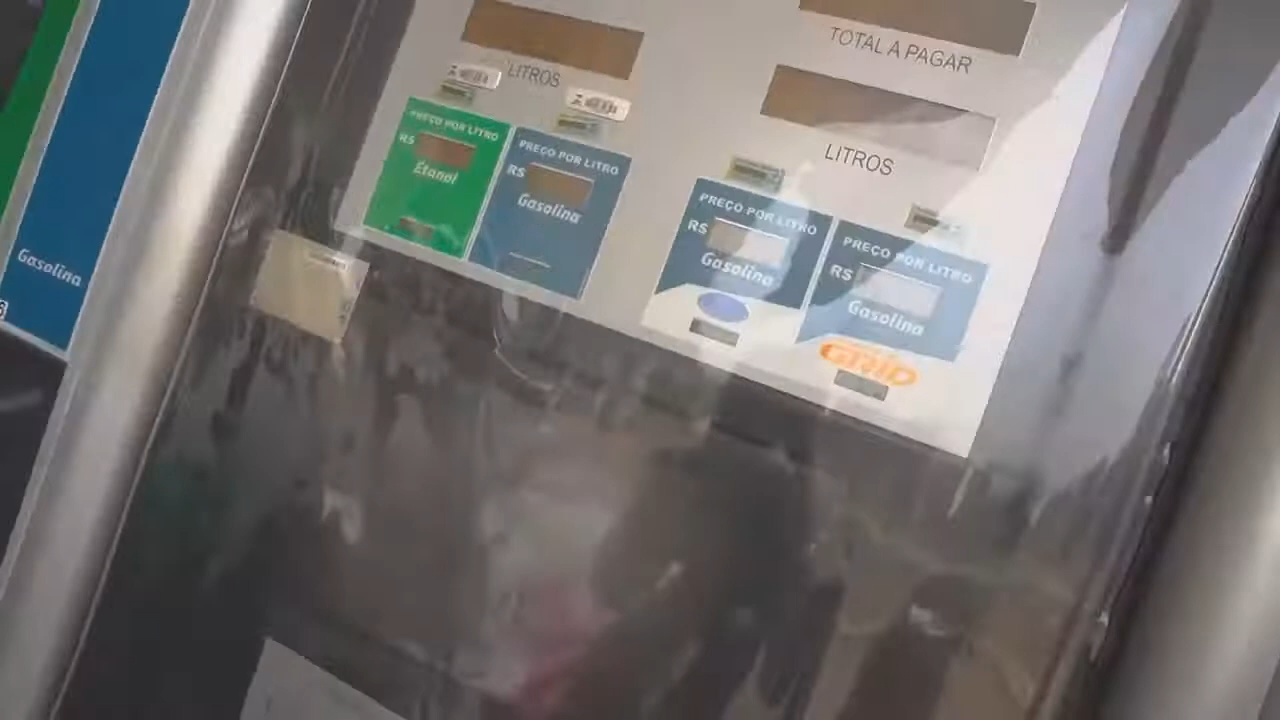 TOTAL A PAGAR
LITROS
LITROS
PREÇO POR LITRO
R$
Etanol
PREÇO POR LITRO
R$
Gasolina
PREÇO POR LITRO
R$
Gasolina
PREÇO POR LITRO
R$
Gasolina
GRID
Gasolina